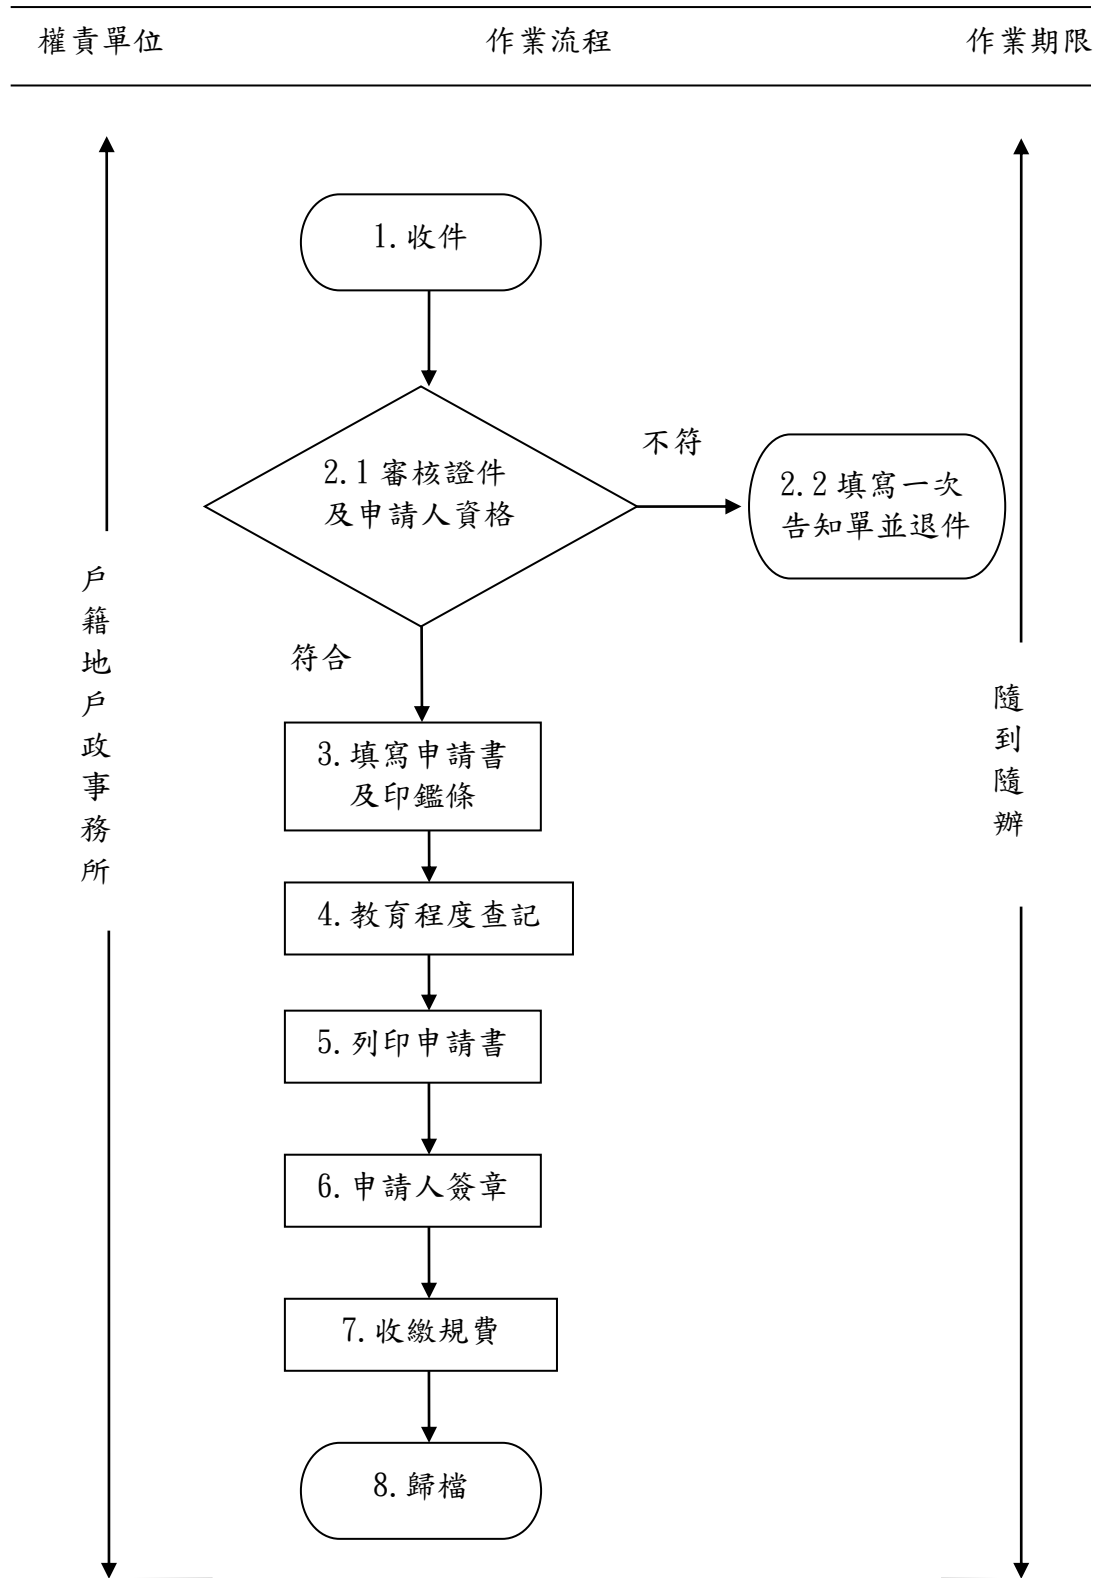 權責單位
作業流程
作業期限
1.收件
2.1審核證件
及申請人資格
不符
2.2填寫一次
告知單並退件
符合
3.填寫申請書
及印鑑條
4.教育程度查記
5.列印申請書
6.申請人簽章
7.收繳規費
8.歸檔
戶籍地戶政事務所
隨到隨辦